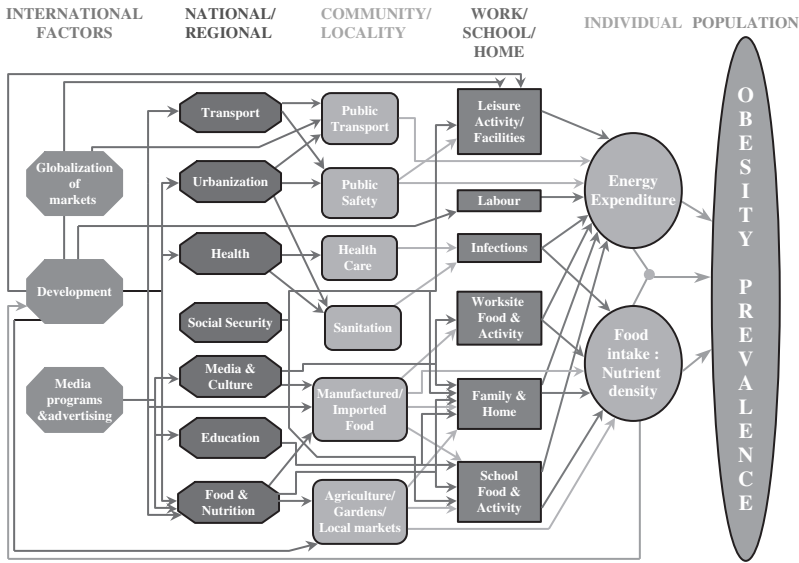 INTERNATIONAL
FACTORS
NATIONAL/
REGIONAL
COMMUNITY/
LOCALITY
WORK/
SCHOOL/
HOME
INDIVIDUAL
POPULATION
Globalization
of
markets
Development
Media
programs
&advertising
Transport
Urbanization
Health
Social Security
Media &
Culture
Education
Food &
Nutrition
Public
Transport
Public
Safety
Health
Care
Sanitation
Manufactured/
Imported
Food
Agriculture/
Gardens/
Local markets
Leisure
Activity/
Facilities
Labour
Infections
Worksite
Food &
Activity
Family &
Home
School
Food &
Activity
Energy
Expenditure
Food
intake :
Nutrient
density
OBESITY PREVALENCE